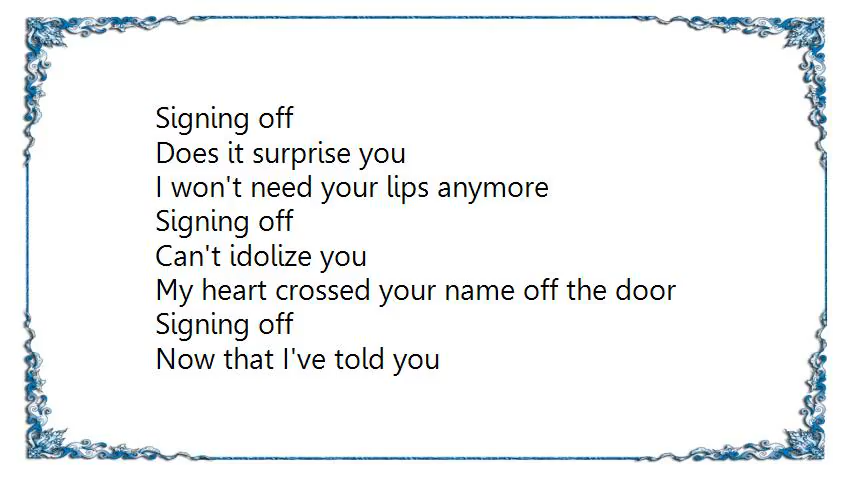 Signing off
Does it surprise you
I won't need your lips anymore
Signing off
Can't idolize you
My heart crossed your name off the door
Signing off
Now that I've told you